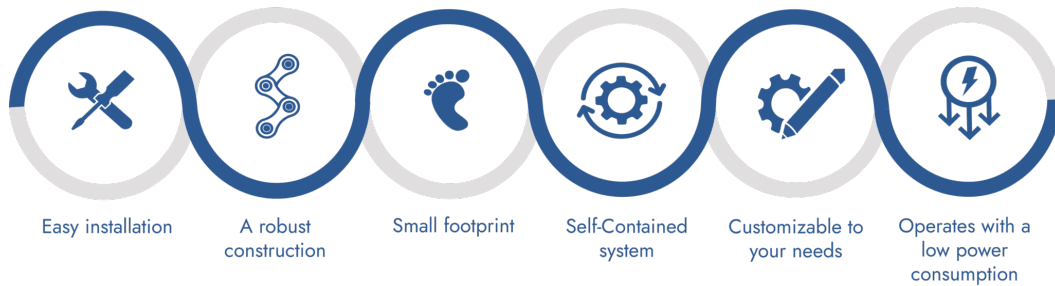 Easy installation
A robust
construction
Small footprint
Self-Contained
system
Customizable to
your needs
Operates with a
low power
consumption